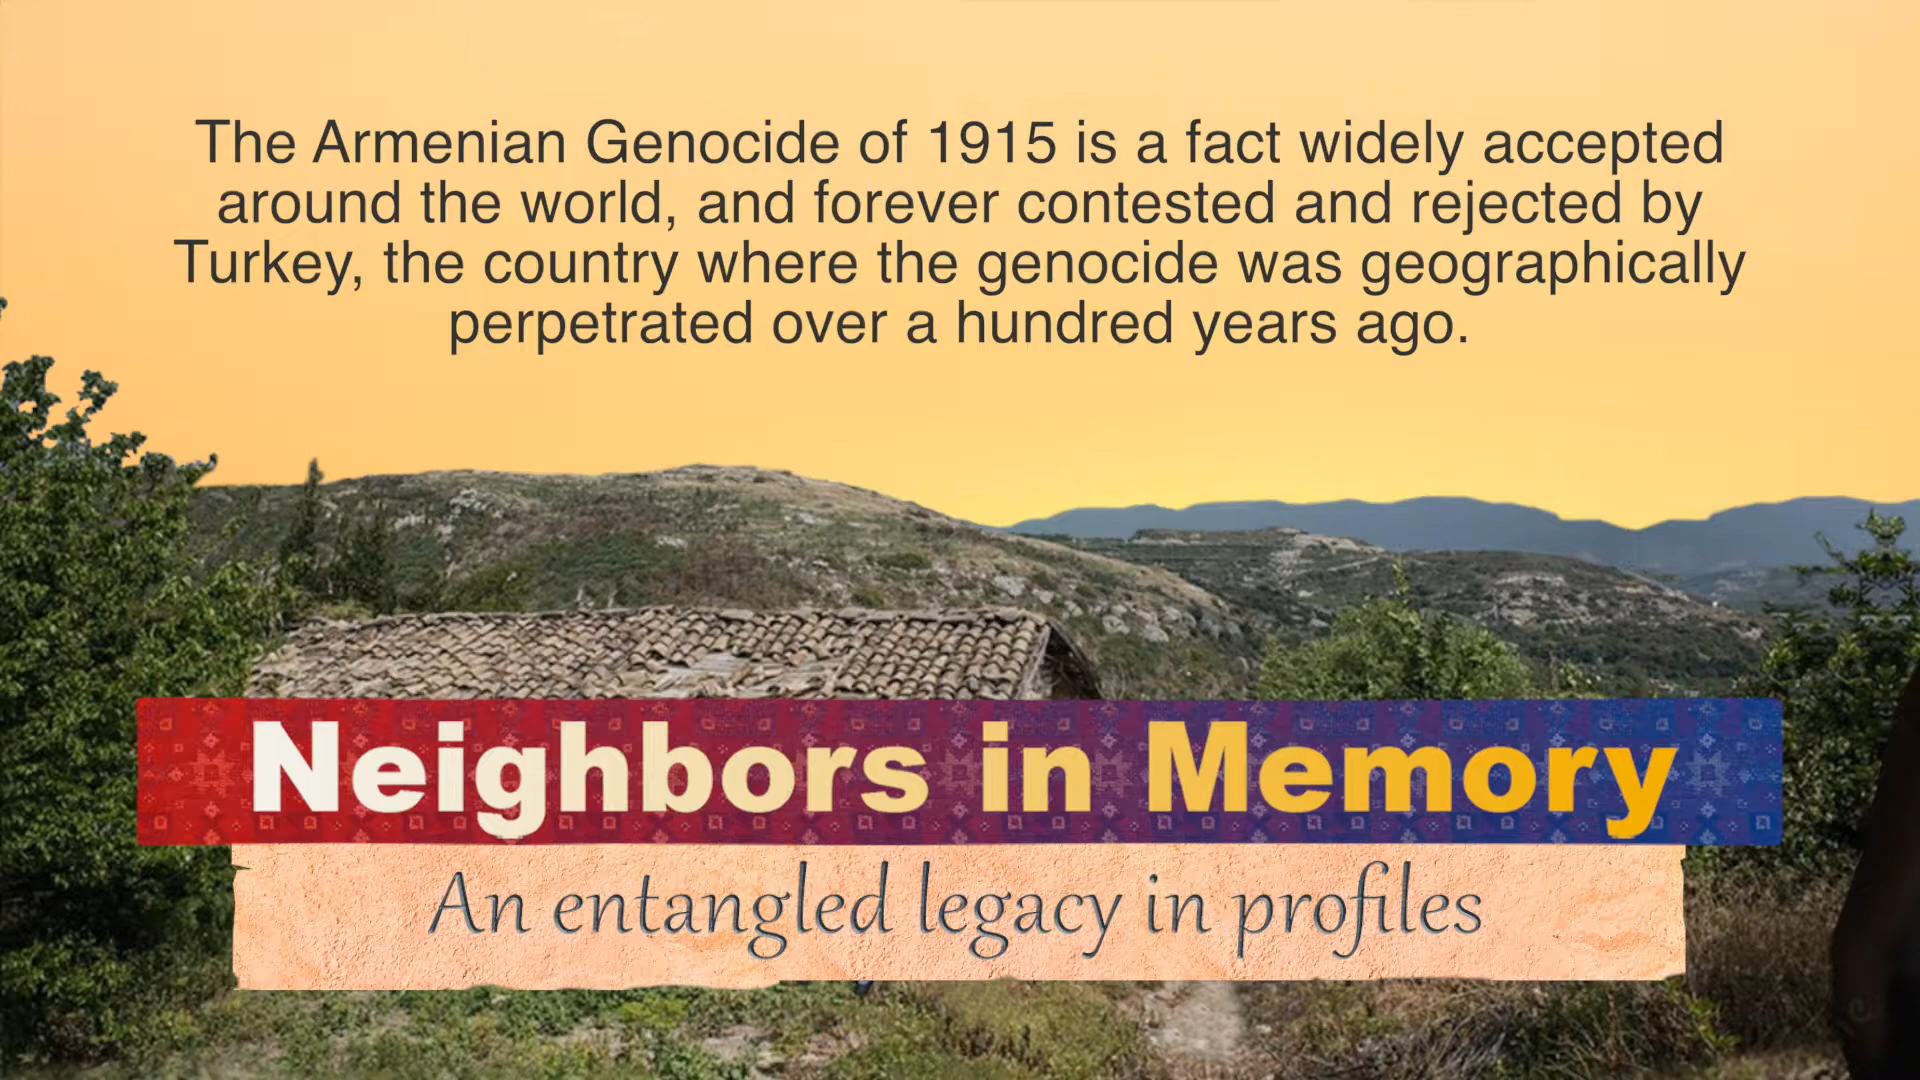 The Armenian Genocide of 1915 is a fact widely accepted
around the world, and forever contested and rejected by
Turkey, the country where the genocide was geographically
perpetrated over a hundred years ago.
Neighbors in Memory
An entangled legacy in profiles